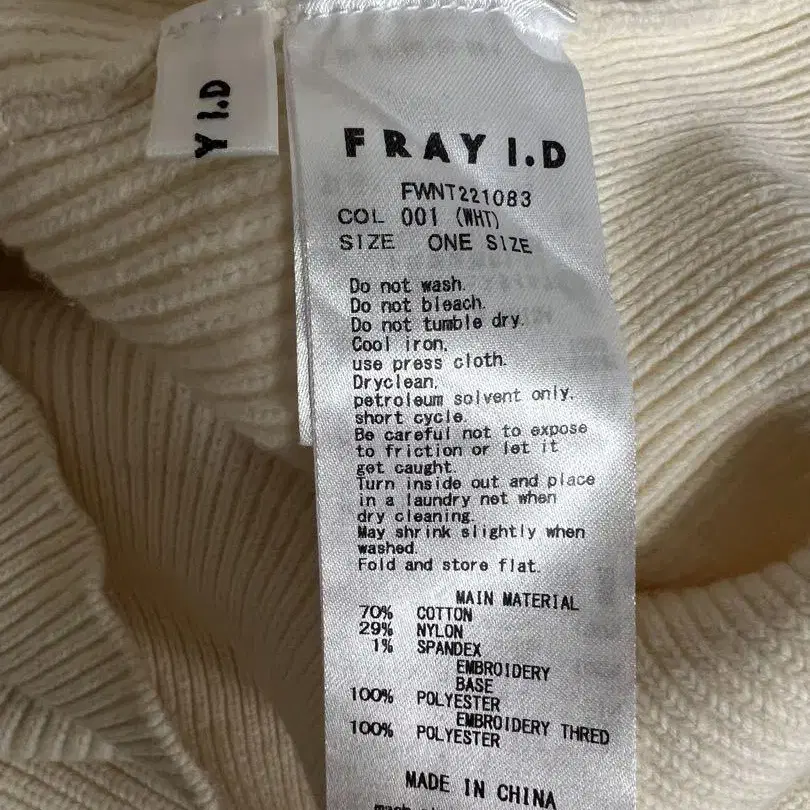 Y I.D
FRAY I.D
FWNT221083
COL 001 (WHT)
SIZE ONE SIZE
Do not wash.
Do not bleach.
Do not tumble dry.
Cool iron,
use press cloth.
Dryclean,
petroleum solvent only.
short cycle.
Be careful not to expose
to friction or let it
get caught.
Turn inside out and place
in a laundry net when
dry cleaning.
May shrink slightly when
washed.
Fold and store flat.
MAIN MATERIAL
70% COTTON
29% NYLON
1% SPANDEX
EMBROIDERY
BASE
100% POLYESTER
EMBROIDERY THRED
100% POLYESTER
MADE IN CHINA